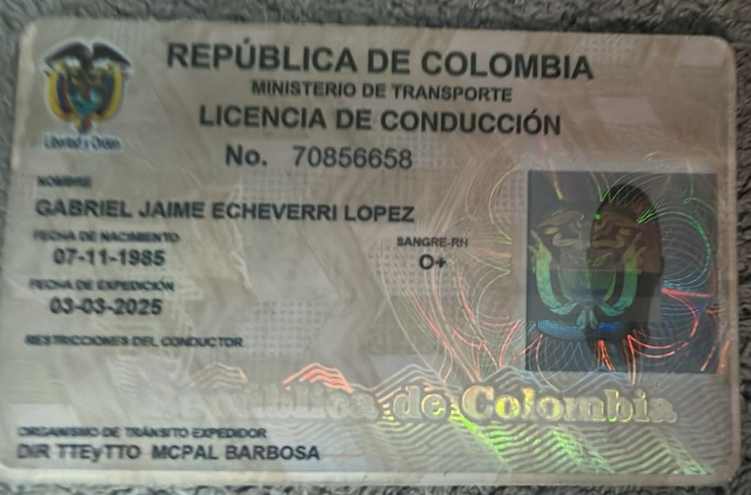 REPÚBLICA DE COLOMBIA
MINISTERIO DE TRANSPORTE
LICENCIA DE CONDUCCIÓN
Libertad y Orden
No. 70856658
NOMBRE
GABRIEL JAIME ECHEVERRI LOPEZ
FECHA DE NACIMIENTO
07-11-1985
SANGRE-RH
O+
FECHA DE EXPEDICIÓN
03-03-2025
RESTRICCIONES DEL CONDUCTOR
República de Colombia
ORGANISMO DE TRÁNSITO EXPEDIDOR
DIR TTEyTTO MCPAL BARBOSA